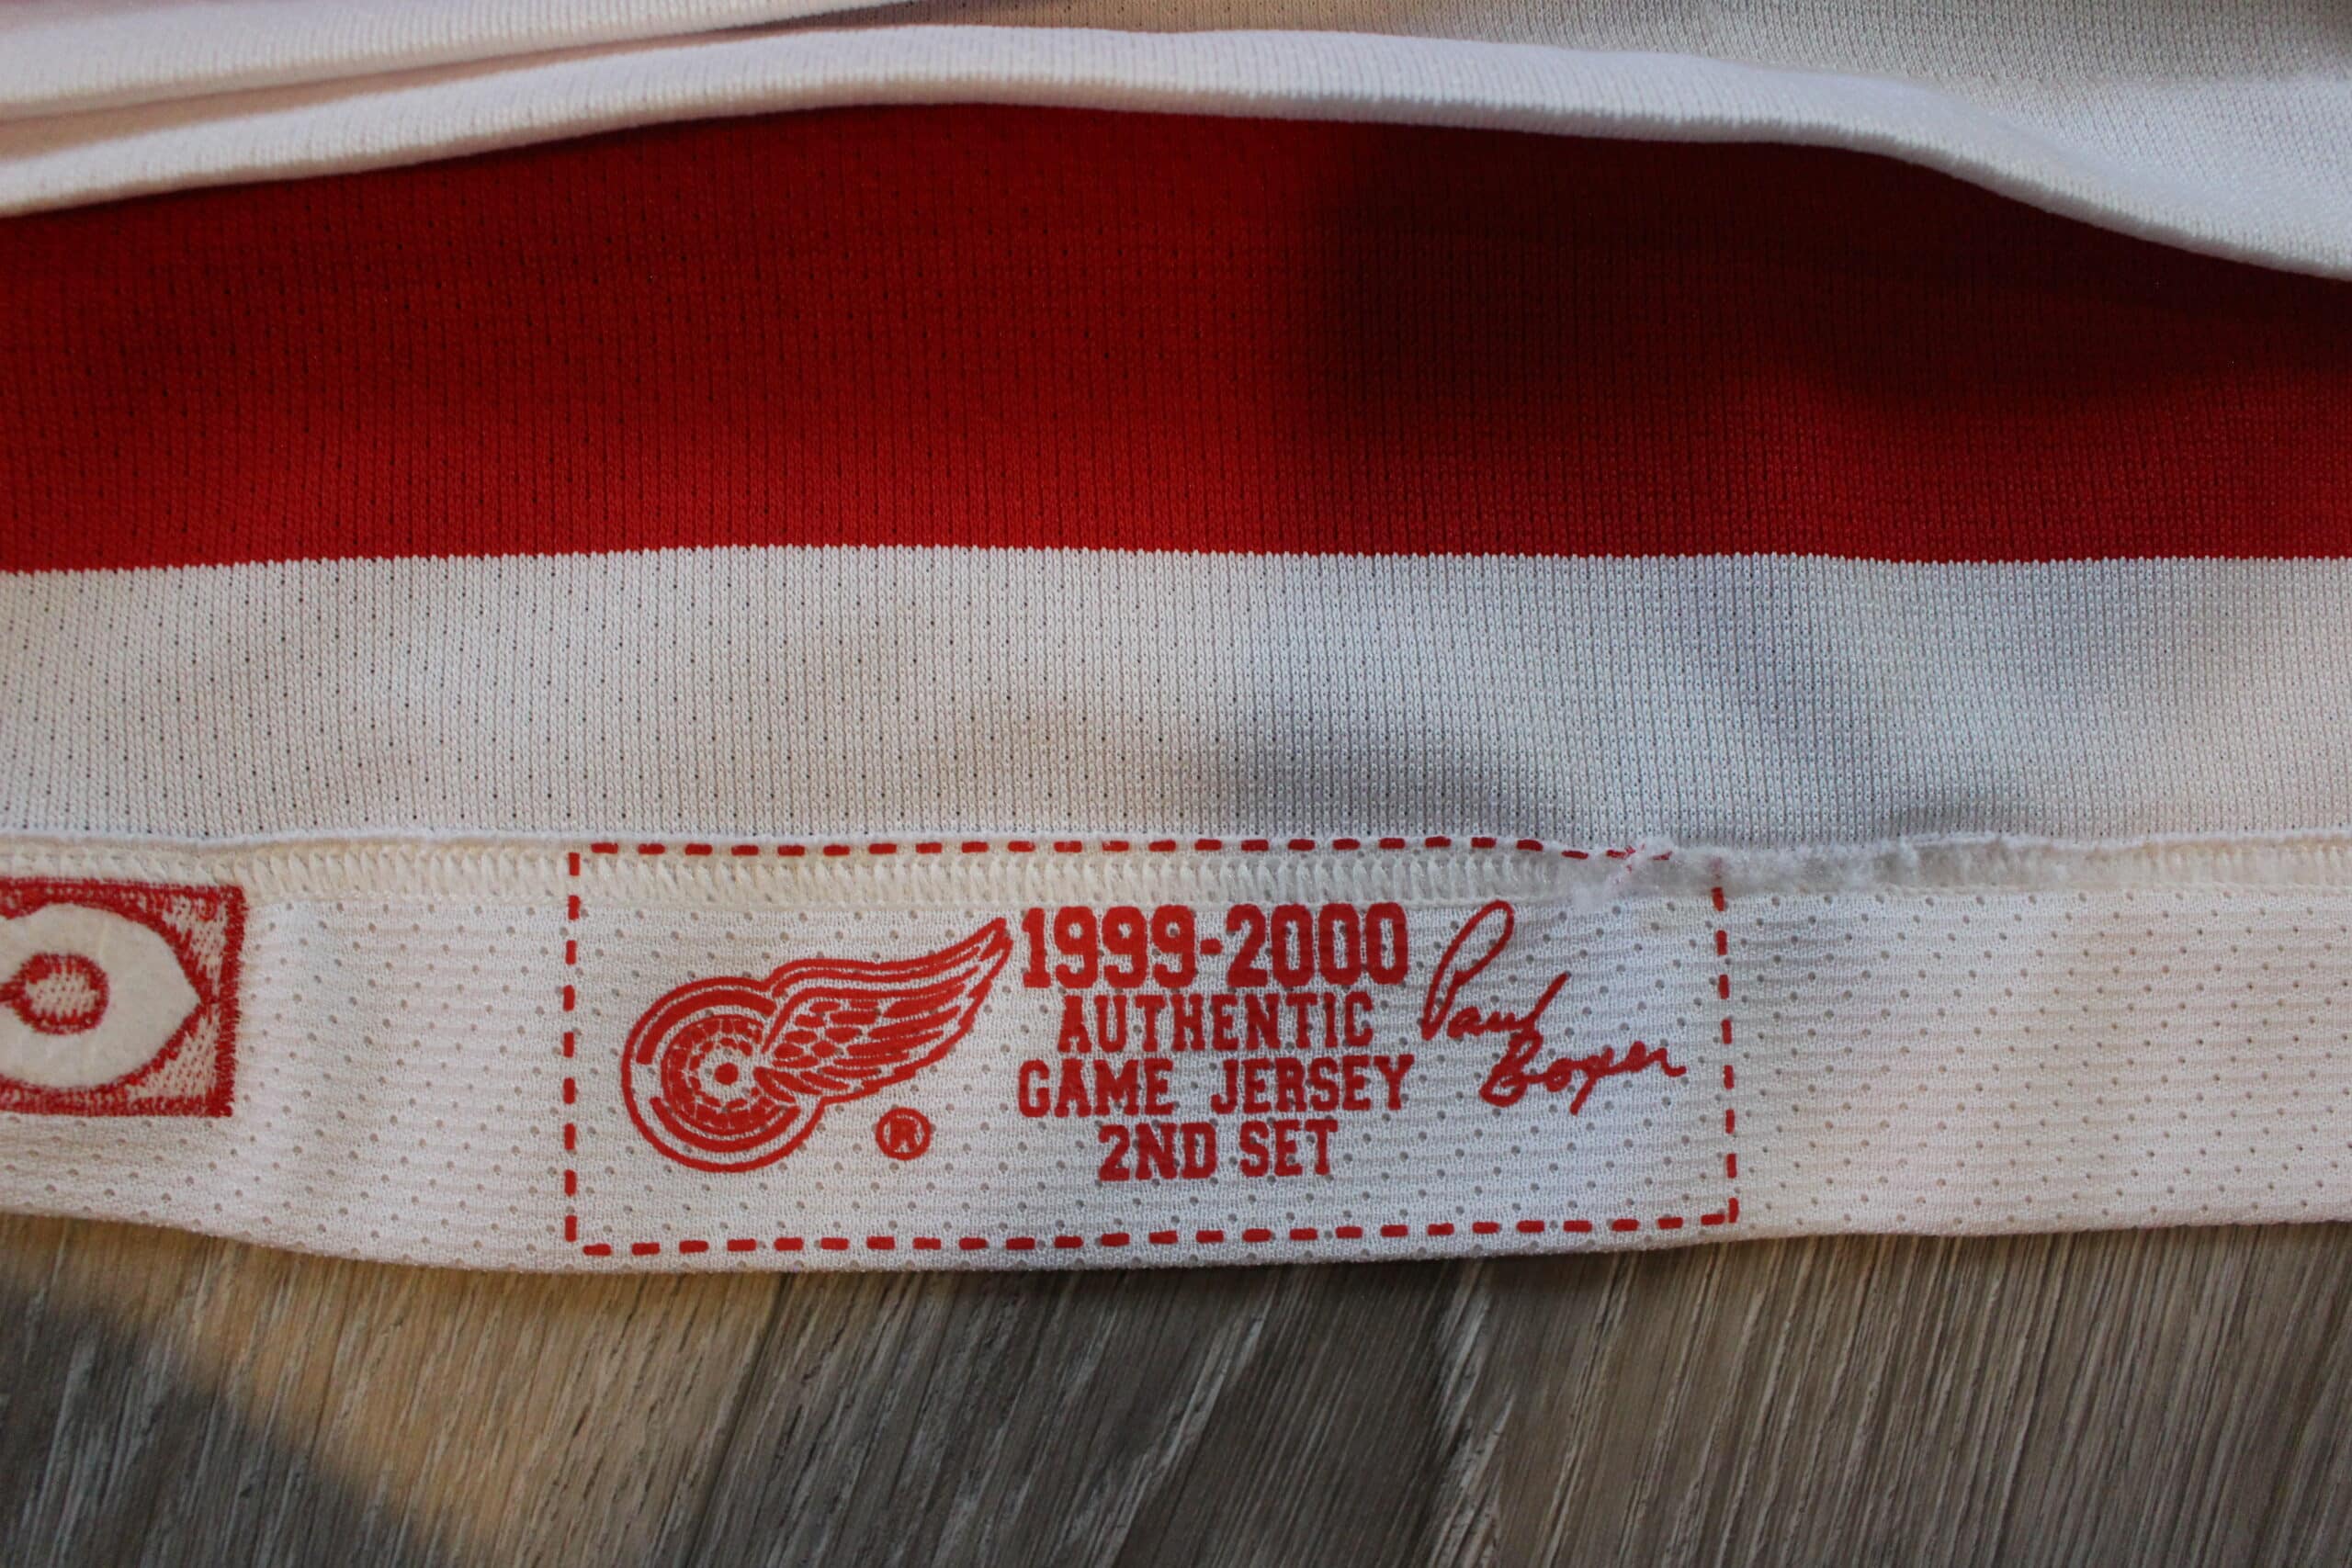 1999-2000
AUTHENTIC
GAME JERSEY
2ND SET
Paul
Boyer
®